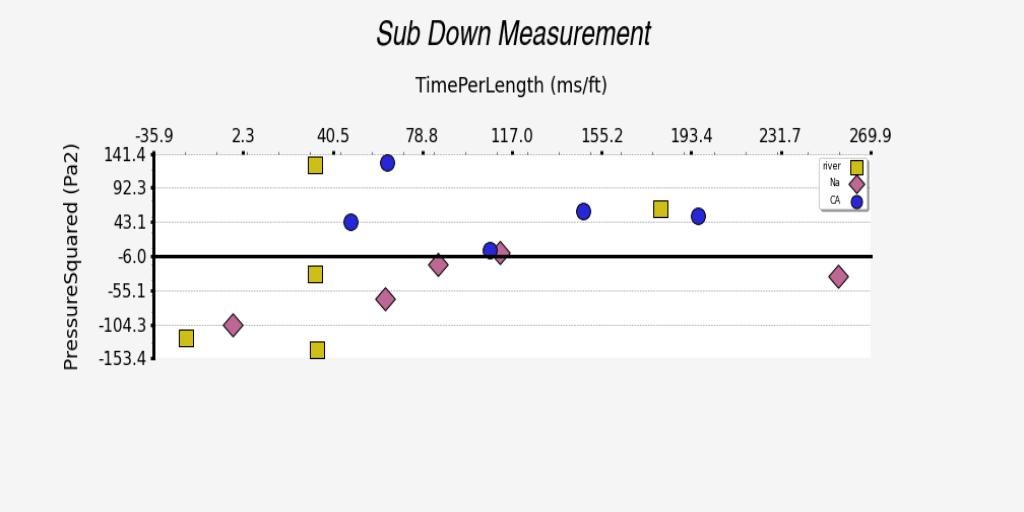 Sub Down Measurement
TimePerLength (ms/ft)
-35.9 2.3 40.5 78.8 117.0 155.2 193.4 231.7 269.9
PressureSquared (Pa2)
141.4
92.3
43.1
-6.0
-55.1
-104.3
-153.4
river
Na
CA